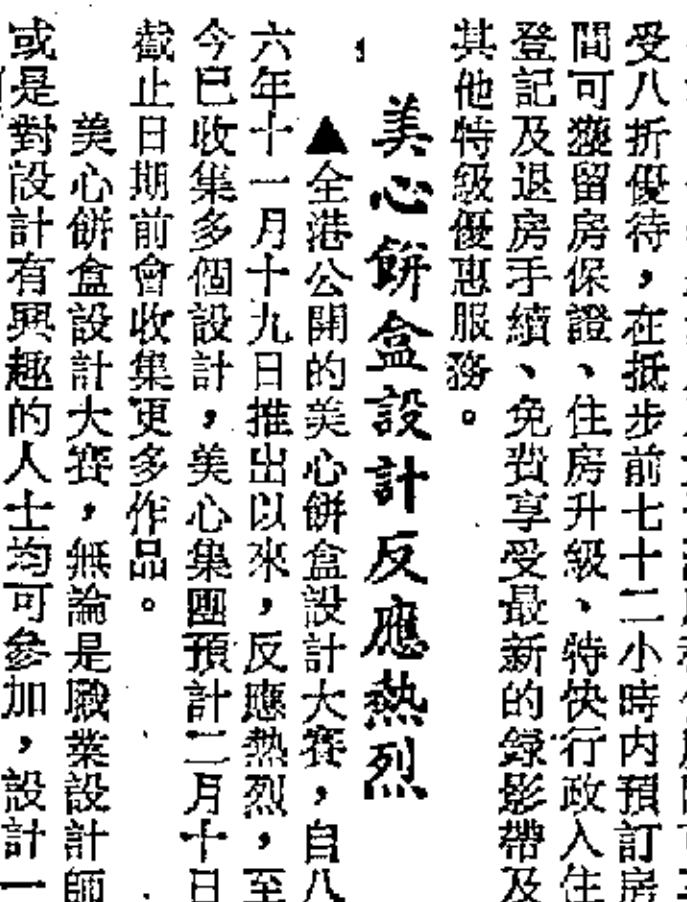 受八折優待，在抵步前七十二小時内預訂房
間可獲留房保證、住房升級、特快行政入住
登記及退房手續、免費享受最新的録影帶及
其他特級優惠服務。
美心餅盒設計反應熱烈
▲全港公開的美心餅盒設計大賽，自八
六年十一月十九日推出以來，反應熱烈，至
今已收集多個設計，美心集團預計二月十日
截止日期前會收集更多作品。
美心餅盒設計大賽，無論是職業設計師
或是對設計有興趣的人士均可參加，設計一